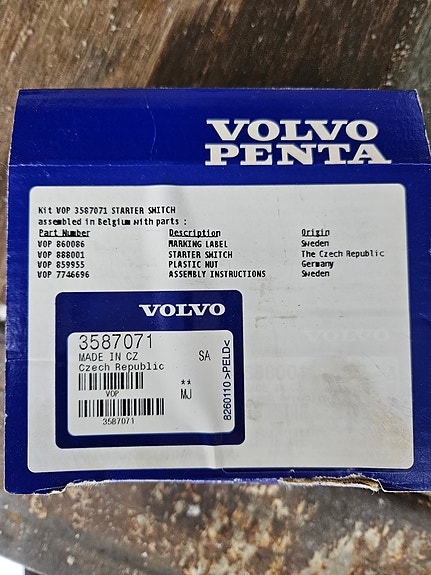 VOLVO
PENTA
Kit VOP 3587071 STARTER SWITCH
assembled in Belgium with parts :
Part Number Description Origin
VOP 860086 MARKING LABEL Sweden
VOP 888001 STARTER SWITCH The Czech Republic
VOP 859955 PLASTIC NUT Germany
VOP 7746696 ASSEMBLY INSTRUCTIONS Sweden
VOLVO
3587071
MADE IN CZ SA
Czech Republic
**
VOP MJ
3587071
8260110 >PELD<